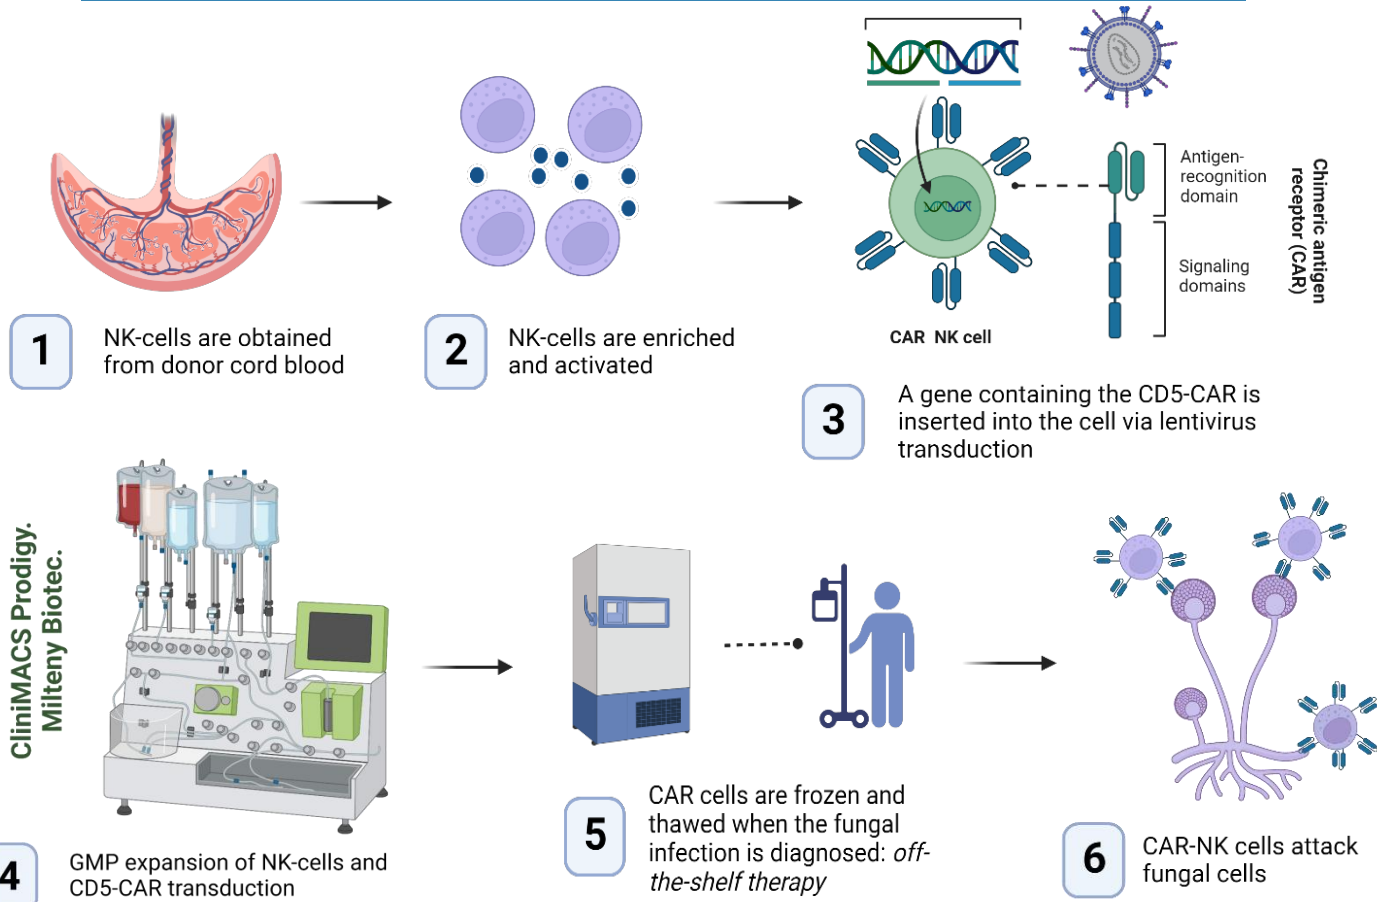 1
NK-cells are obtained
from donor cord blood
2
NK-cells are enriched
and activated
CAR NK cell
Antigen-
recognition
domain
Signaling
domains
Chimeric antigen
receptor (CAR)
3
A gene containing the CD5-CAR is
inserted into the cell via lentivirus
transduction
CliniMACS Prodigy.
Milteny Biotec.
4
GMP expansion of NK-cells and
CD5-CAR transduction
5
CAR cells are frozen and
thawed when the fungal
infection is diagnosed: off-
the-shelf therapy
6
CAR-NK cells attack
fungal cells